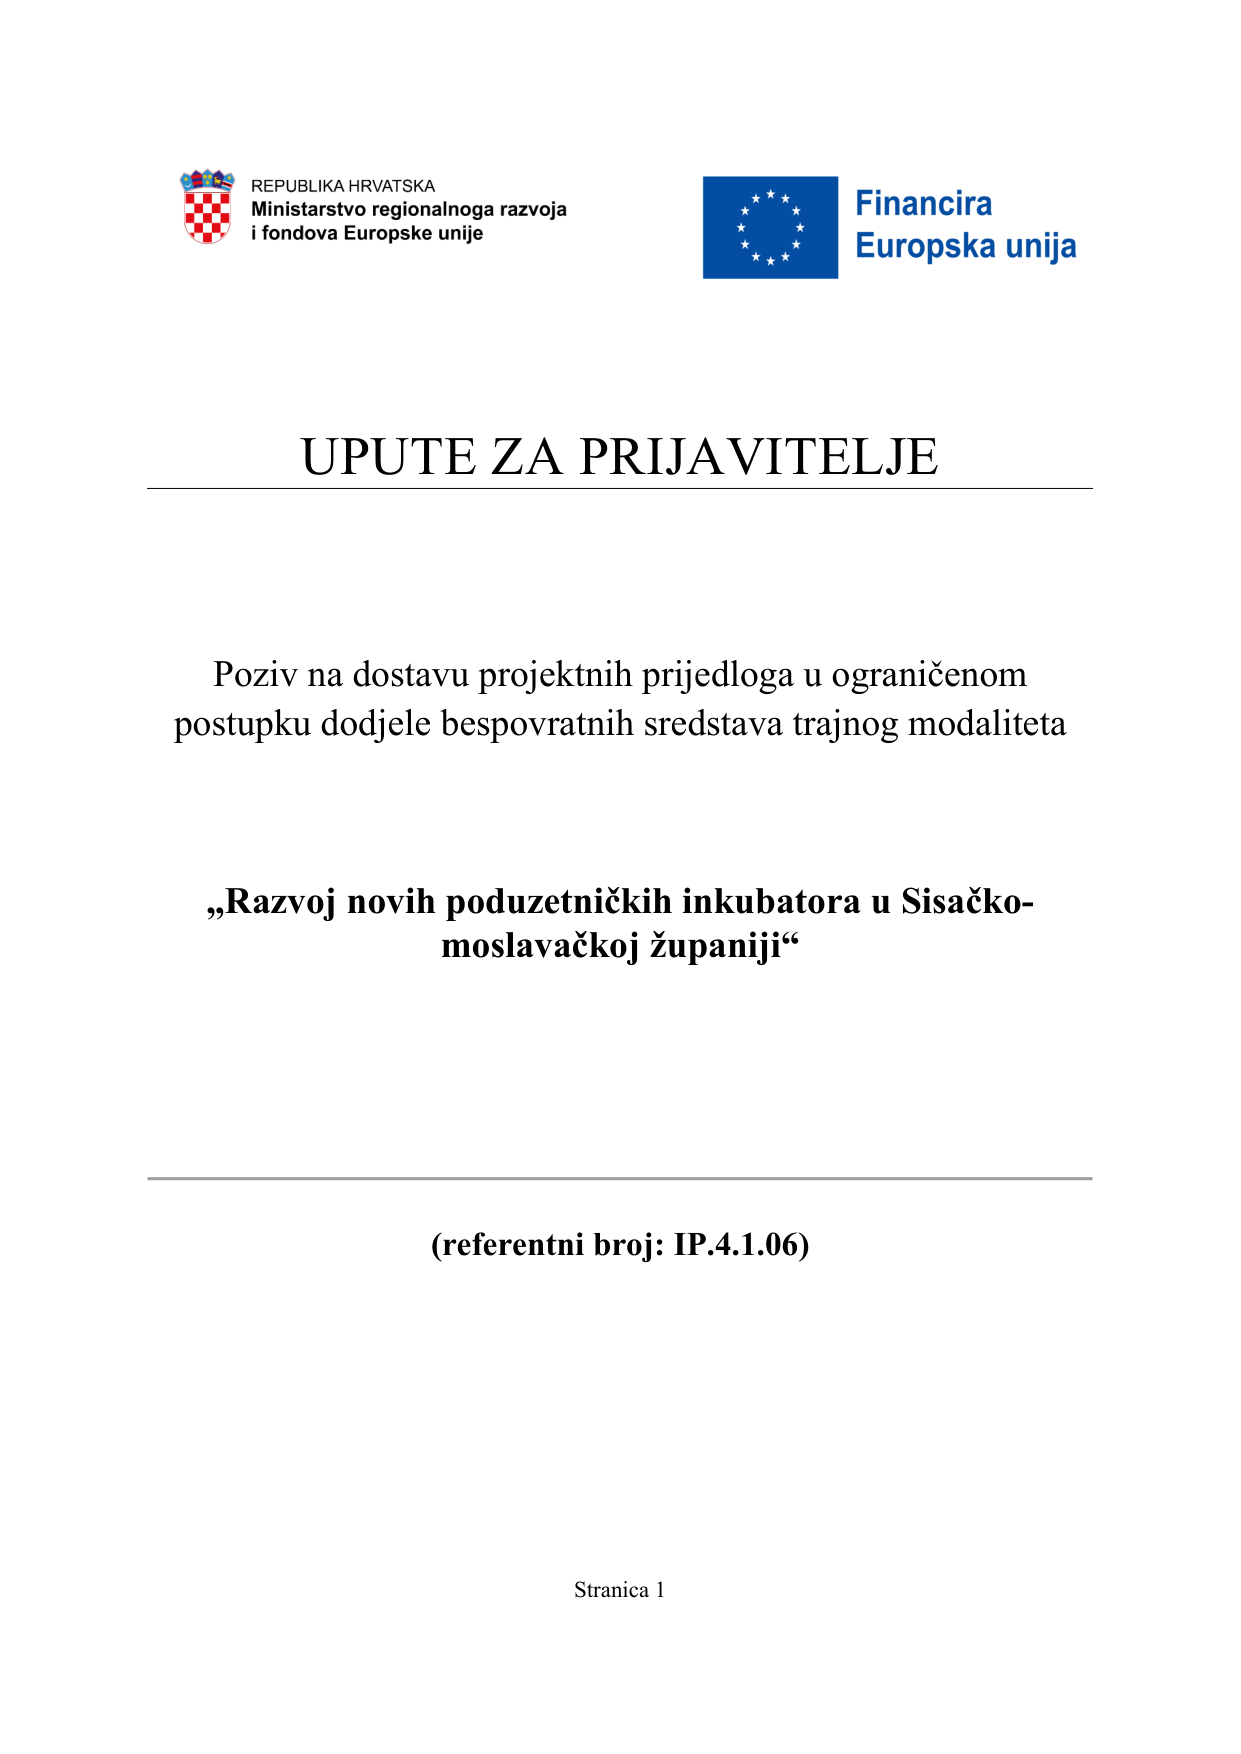 REPUBLIKA HRVATSKA
Ministarstvo regionalnoga razvoja
i fondova Europske unije
Financira
Europska unija
UPUTE ZA PRIJAVITELJE
Poziv na dostavu projektnih prijedloga u ograničenom
postupku dodjele bespovratnih sredstava trajnog modaliteta
„Razvoj novih poduzetničkih inkubatora u Sisačko-
moslavačkoj županiji“
(referentni broj: IP.4.1.06)
Stranica 1